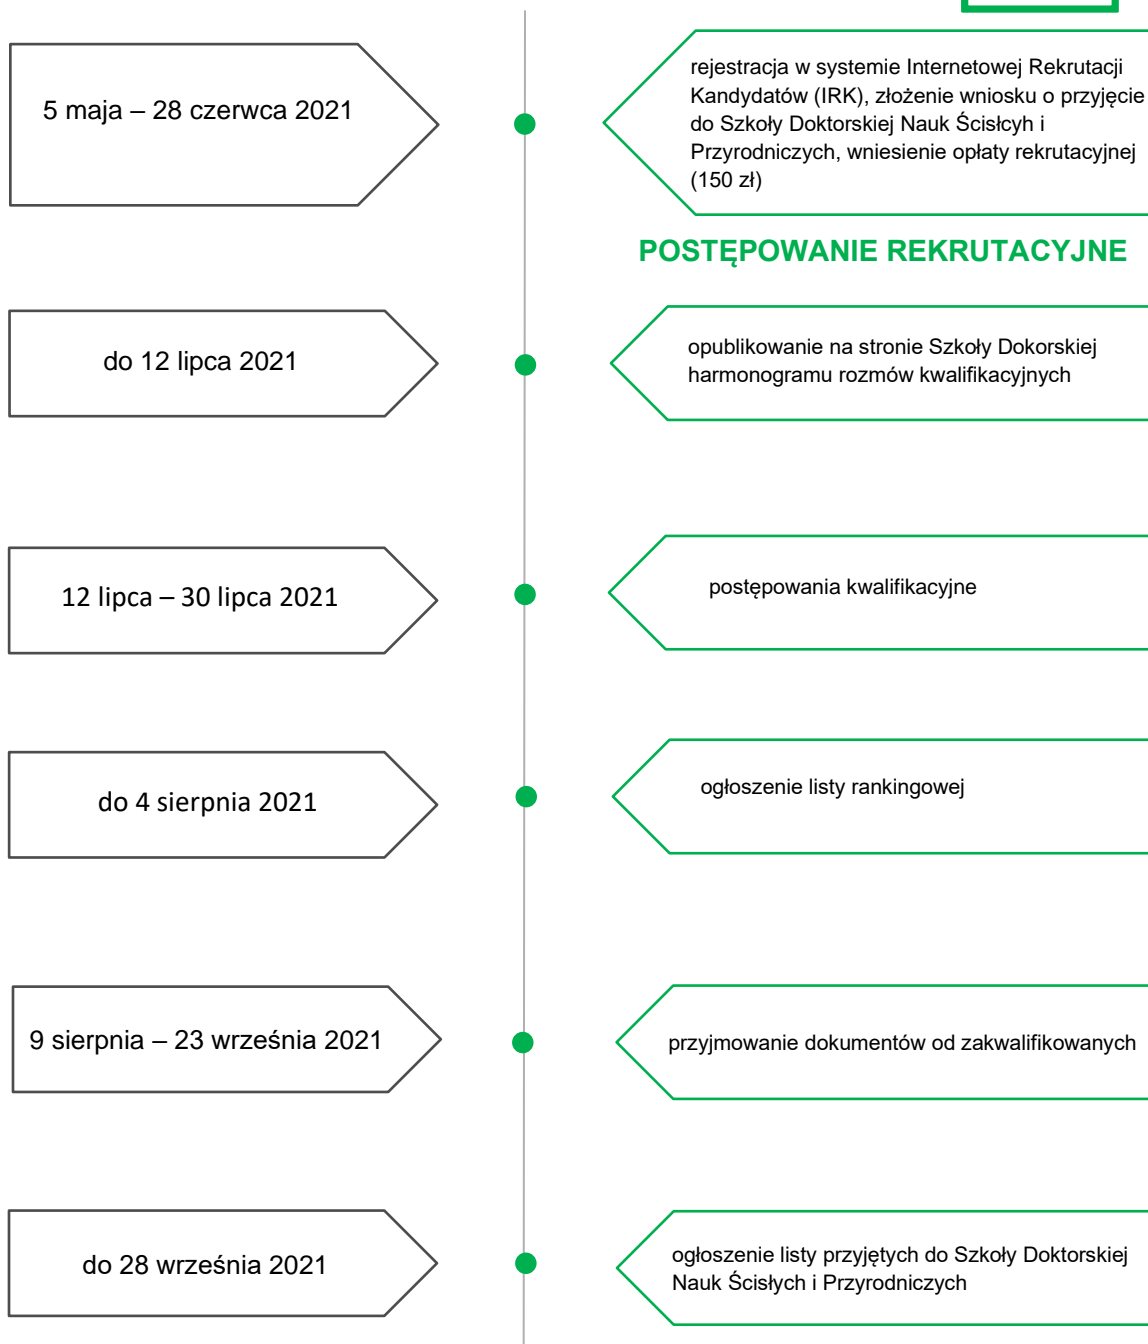 5 maja – 28 czerwca 2021
rejestracja w systemie Internetowej Rekrutacji
Kandydatów (IRK), złożenie wniosku o przyjęcie
do Szkoły Doktorskiej Nauk Ścisłcyh i
Przyrodniczych, wniesienie opłaty rekrutacyjnej
(150 zł)
POSTĘPOWANIE REKRUTACYJNE
do 12 lipca 2021
opublikowanie na stronie Szkoły Dokorskiej
harmonogramu rozmów kwalifikacyjnych
12 lipca – 30 lipca 2021
postępowania kwalifikacyjne
do 4 sierpnia 2021
ogłoszenie listy rankingowej
9 sierpnia – 23 września 2021
przyjmowanie dokumentów od zakwalifikowanych
do 28 września 2021
ogłoszenie listy przyjętych do Szkoły Doktorskiej
Nauk Ścisłych i Przyrodniczych